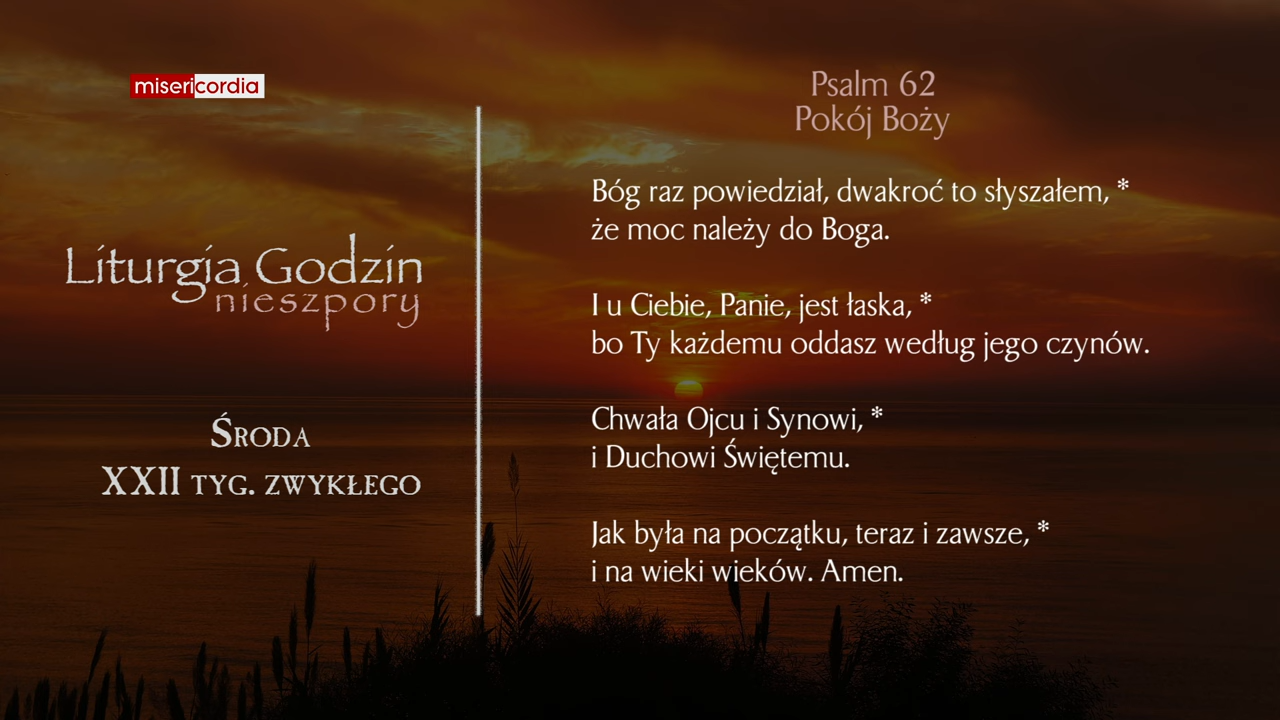 misericordia
Liturgia Godzin
nieszpory
Środa
XXII tyg. zwykłego
Psalm 62
Pokój Boży
Bóg raz powiedział, dwakroć to słyszałem, *
że moc należy do Boga.
I u Ciebie, Panie, jest łaska, *
bo Ty każdemu oddasz według jego czynów.
Chwała Ojcu i Synowi, *
i Duchowi Świętemu.
Jak była na początku, teraz i zawsze, *
i na wieki wieków. Amen.